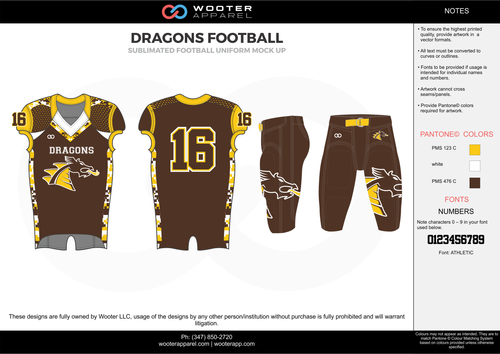 WOOTER
APPAREL
DRAGONS FOOTBALL
SUBLIMATED FOOTBALL UNIFORM MOCK UP
16
16
DRAGONS
16
These designs are fully owned by Wooter LLC, usage of the designs by any other person/institution without purchase is fully prohibited and will warrant
litigation.
Ph: (347) 850-2720
wooterapparel.com | wooterapp.com
NOTES
• To ensure the highest printed
quality, provide artwork in a
vector formats.
• All text must be converted to
curves or outlines.
• Fonts to be provided if usage is
intended for individual names
and numbers.
• Artwork cannot cross
seams/panels.
• Provide Pantone© colors
required for artwork.
PANTONE© COLORS
PMS 123 C
white
PMS 476 C
FONTS
NUMBERS
Note characters 0 – 9 in your font
used below.
0123456789
Font: ATHLETIC
Colours may not appear as intended. They are to
match Pantone © Colour Matching System
based on colours provided unless otherwise
specified.